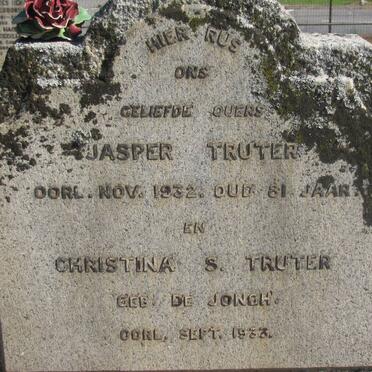 HIER RUS
ONS
GELIEFDE OUERS
JASPER TRUTER
OORL. NOV. 1932. OUD 81 JAAR
EN
CHRISTINA S. TRUTER
GEB. DE JONGH.
OORL. SEPT. 1933.